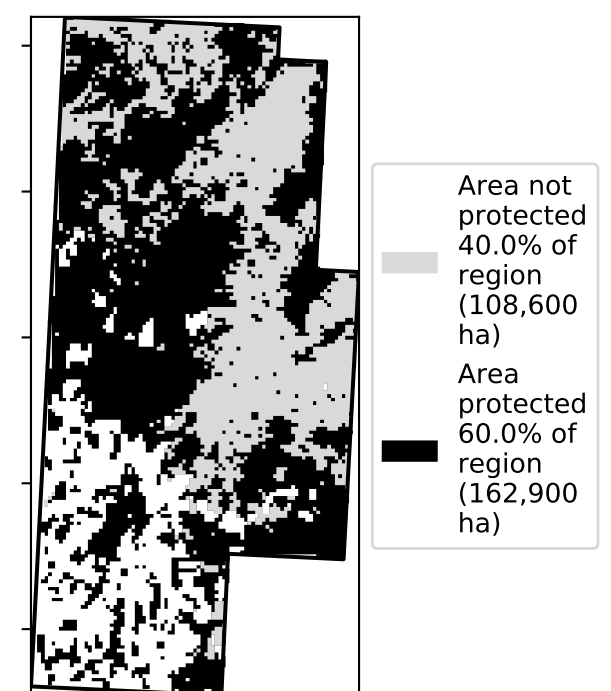 Area not
protected
40.0% of
region
(108,600
ha)
Area
protected
60.0% of
region
(162,900
ha)